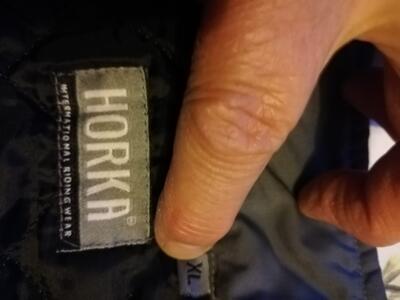 HORKA®
INTERNATIONAL RIDING WEAR
XL